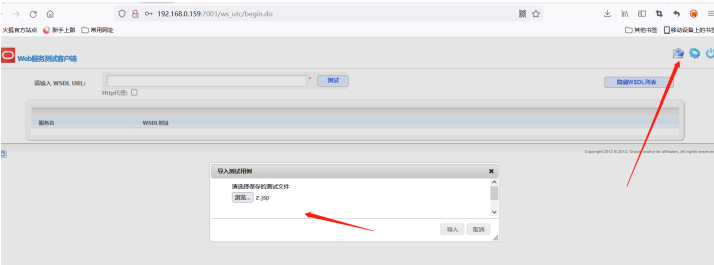 192.168.0.159:7001/ws_utc/begin.do
火狐官方站点 新手上路 常用网址
其他书签 移动设备上的书签
Web服务测试客户端
请输入 WSDL URL: * 测试 隐藏WSDL列表
Http代理:
服务名 WSDL地址
Copyright 2012 ©,2013, Oracle and/or its affiliates. All rights reserved
导入测试用例
请选择保存的测试文件
浏览... z.jsp
导入 取消